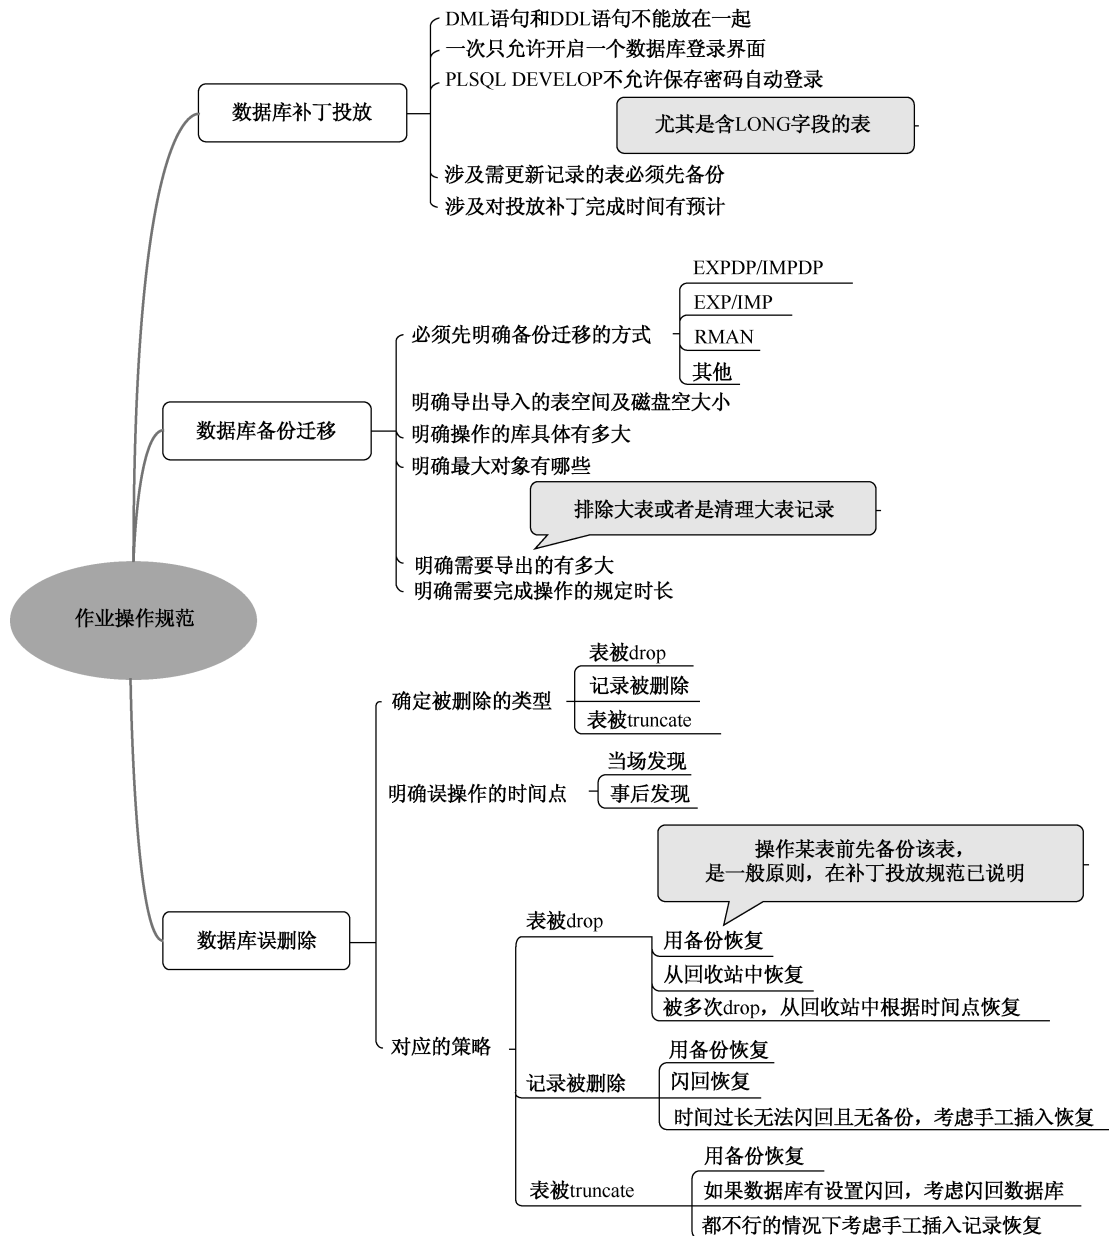 DML语句和DDL语句不能放在一起
一次只允许开启一个数据库登录界面
PLSQL DEVELOP不允许保存密码自动登录
数据库补丁投放
尤其是含LONG字段的表
涉及需更新记录的表必须先备份
涉及对投放补丁完成时间有预计
EXPDP/IMPDP
EXP/IMP
必须先明确备份迁移的方式
RMAN
其他
明确导出导入的表空间及磁盘空大小
数据库备份迁移
明确操作的库具体有多大
明确最大对象有哪些
排除大表或者是清理大表记录
明确需要导出的有多大
明确需要完成操作的规定时长
作业操作规范
表被drop
确定被删除的类型
记录被删除
表被truncate
当场发现
明确误操作的时间点
事后发现
操作某表前先备份该表，
是一般原则，在补丁投放规范已说明
数据库误删除
表被drop
用备份恢复
从回收站中恢复
被多次drop，从回收站中根据时间点恢复
对应的策略
用备份恢复
记录被删除
闪回恢复
时间过长无法闪回且无备份，考虑手工插入恢复
用备份恢复
表被truncate
如果数据库有设置闪回，考虑闪回数据库
都不行的情况下考虑手工插入记录恢复